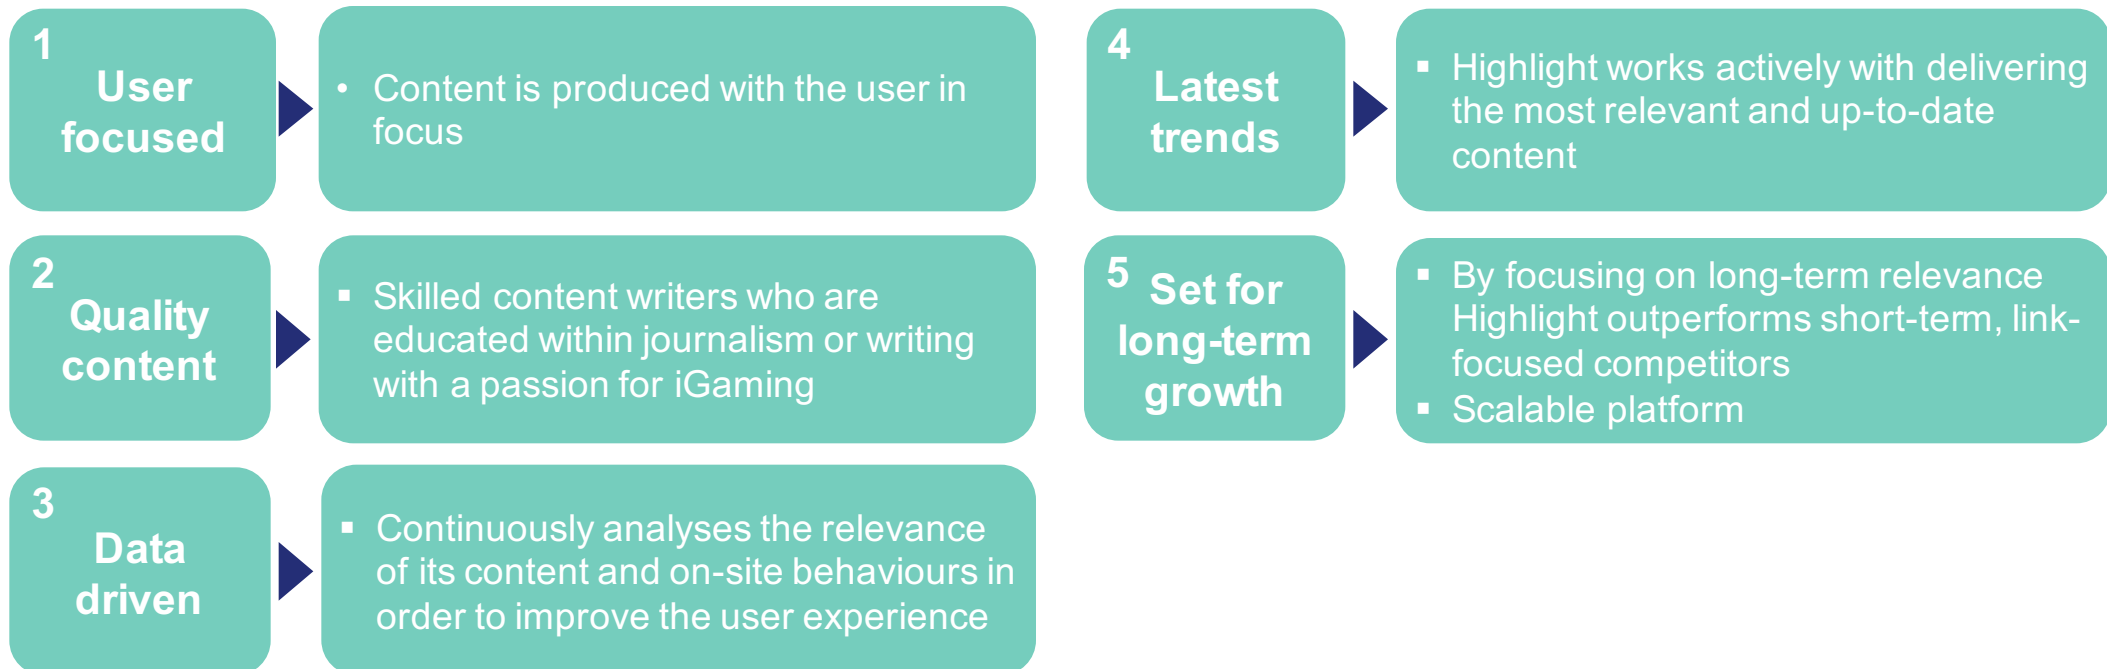 1
User
focused
• Content is produced with the user in
focus
2
Quality
content
▪ Skilled content writers who are
educated within journalism or writing
with a passion for iGaming
3
Data
driven
▪ Continuously analyses the relevance
of its content and on-site behaviours in
order to improve the user experience
4
Latest
trends
▪ Highlight works actively with delivering
the most relevant and up-to-date
content
5
Set for
long-term
growth
▪ By focusing on long-term relevance
Highlight outperforms short-term, link-
focused competitors
▪ Scalable platform